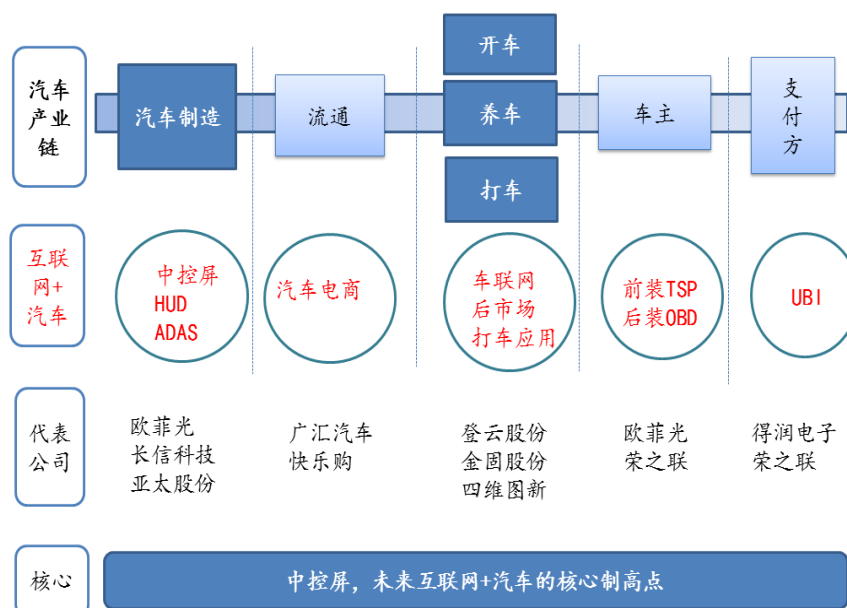 汽车
产业
链
汽车制造
流通
开车
养车
打车
车主
支
付
方
互联
网+
汽车
中控屏
HUD
ADAS
汽车电商
车联网
后市场
打车应用
前装TSP
后装OBD
UBI
代表
公司
欧菲光
长信科技
亚太股份
广汇汽车
快乐购
登云股份
金固股份
四维图新
欧菲光
荣之联
得润电子
荣之联
核心
中控屏，未来互联网+汽车的核心制高点